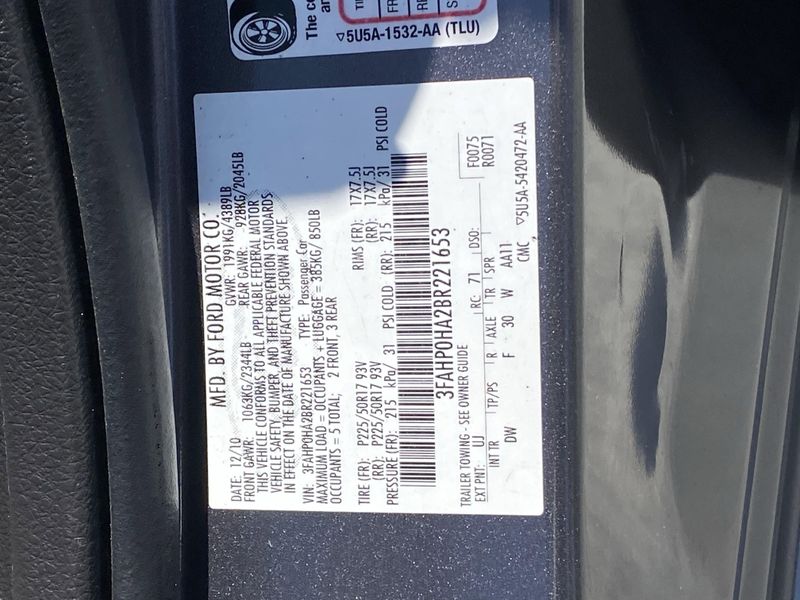 The co
an
TI
FR
RE
S
▽5U5A-1532-AA (TLU)
MFD. BY FORD MOTOR CO.
DATE: 12/10 GVWR: 1991KG/4389LB
FRONT GAWR: 1063KG/2344LB REAR GAWR: 928KG/2045LB
THIS VEHICLE CONFORMS TO ALL APPLICABLE FEDERAL MOTOR
VEHICLE SAFETY, BUMPER, AND THEFT PREVENTION STANDARDS
IN EFFECT ON THE DATE OF MANUFACTURE SHOWN ABOVE.
VIN: 3FAHP0HA2BR221653 TYPE: Passenger Car
MAXIMUM LOAD = OCCUPANTS + LUGGAGE = 385KG/ 850LB
OCCUPANTS = 5 TOTAL; 2 FRONT, 3 REAR
TIRE (FR): P225/50R17 93V RIMS (FR): 17X7.5J
(RR): P225/50R17 93V (RR): 17X7.5J
PRESSURE (FR): 215 kPa/ 31 PSI COLD (RR): 215 kPa/ 31 PSI COLD
3FAHP0HA2BR221653
TRAILER TOWING - SEE OWNER GUIDE F0075
EXT PNT: UJ RC: 71 DSO: R0071
INT TR TP/PS R AXLE TR SPR
DW F 30 W AA11
CMC
▽5U5A-5420472-AA